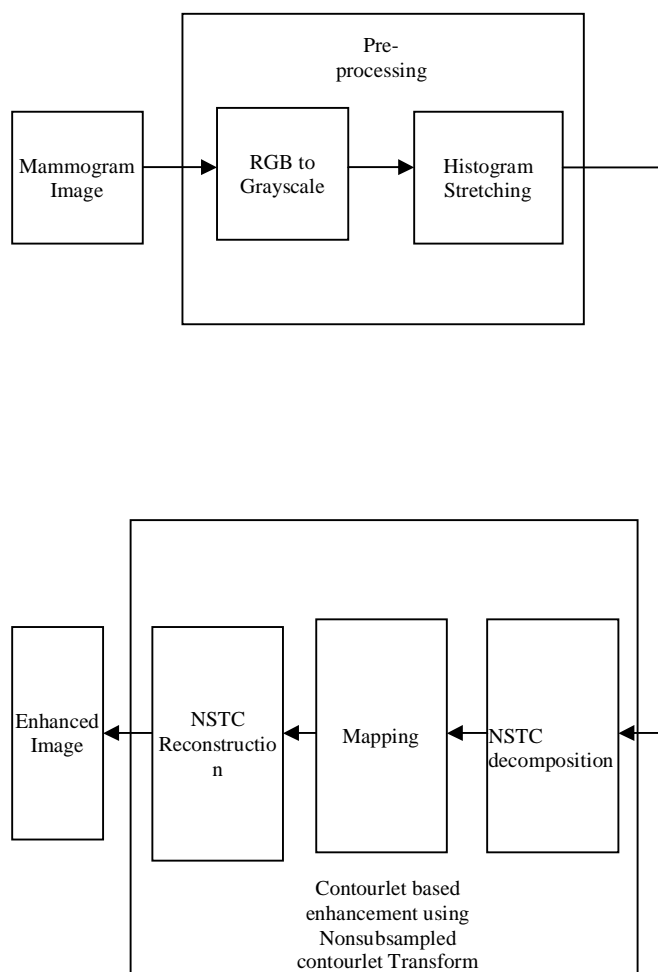 Pre-
processing
Mammogram
Image
RGB to
Grayscale
Histogram
Stretching
Enhanced
Image
NSTC
Reconstructio
n
Mapping
NSTC
decomposition
Contourlet based
enhancement using
Nonsubsampled
contourlet Transform